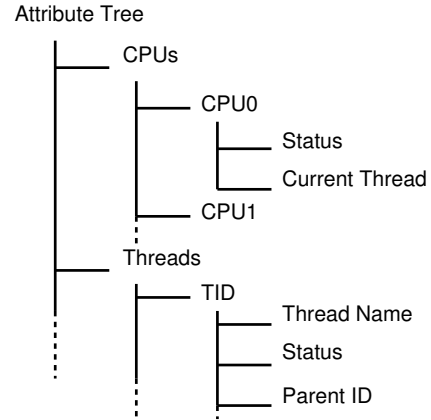 Attribute Tree
CPUs
CPU0
Status
Current Thread
CPU1
Threads
TID
Thread Name
Status
Parent ID